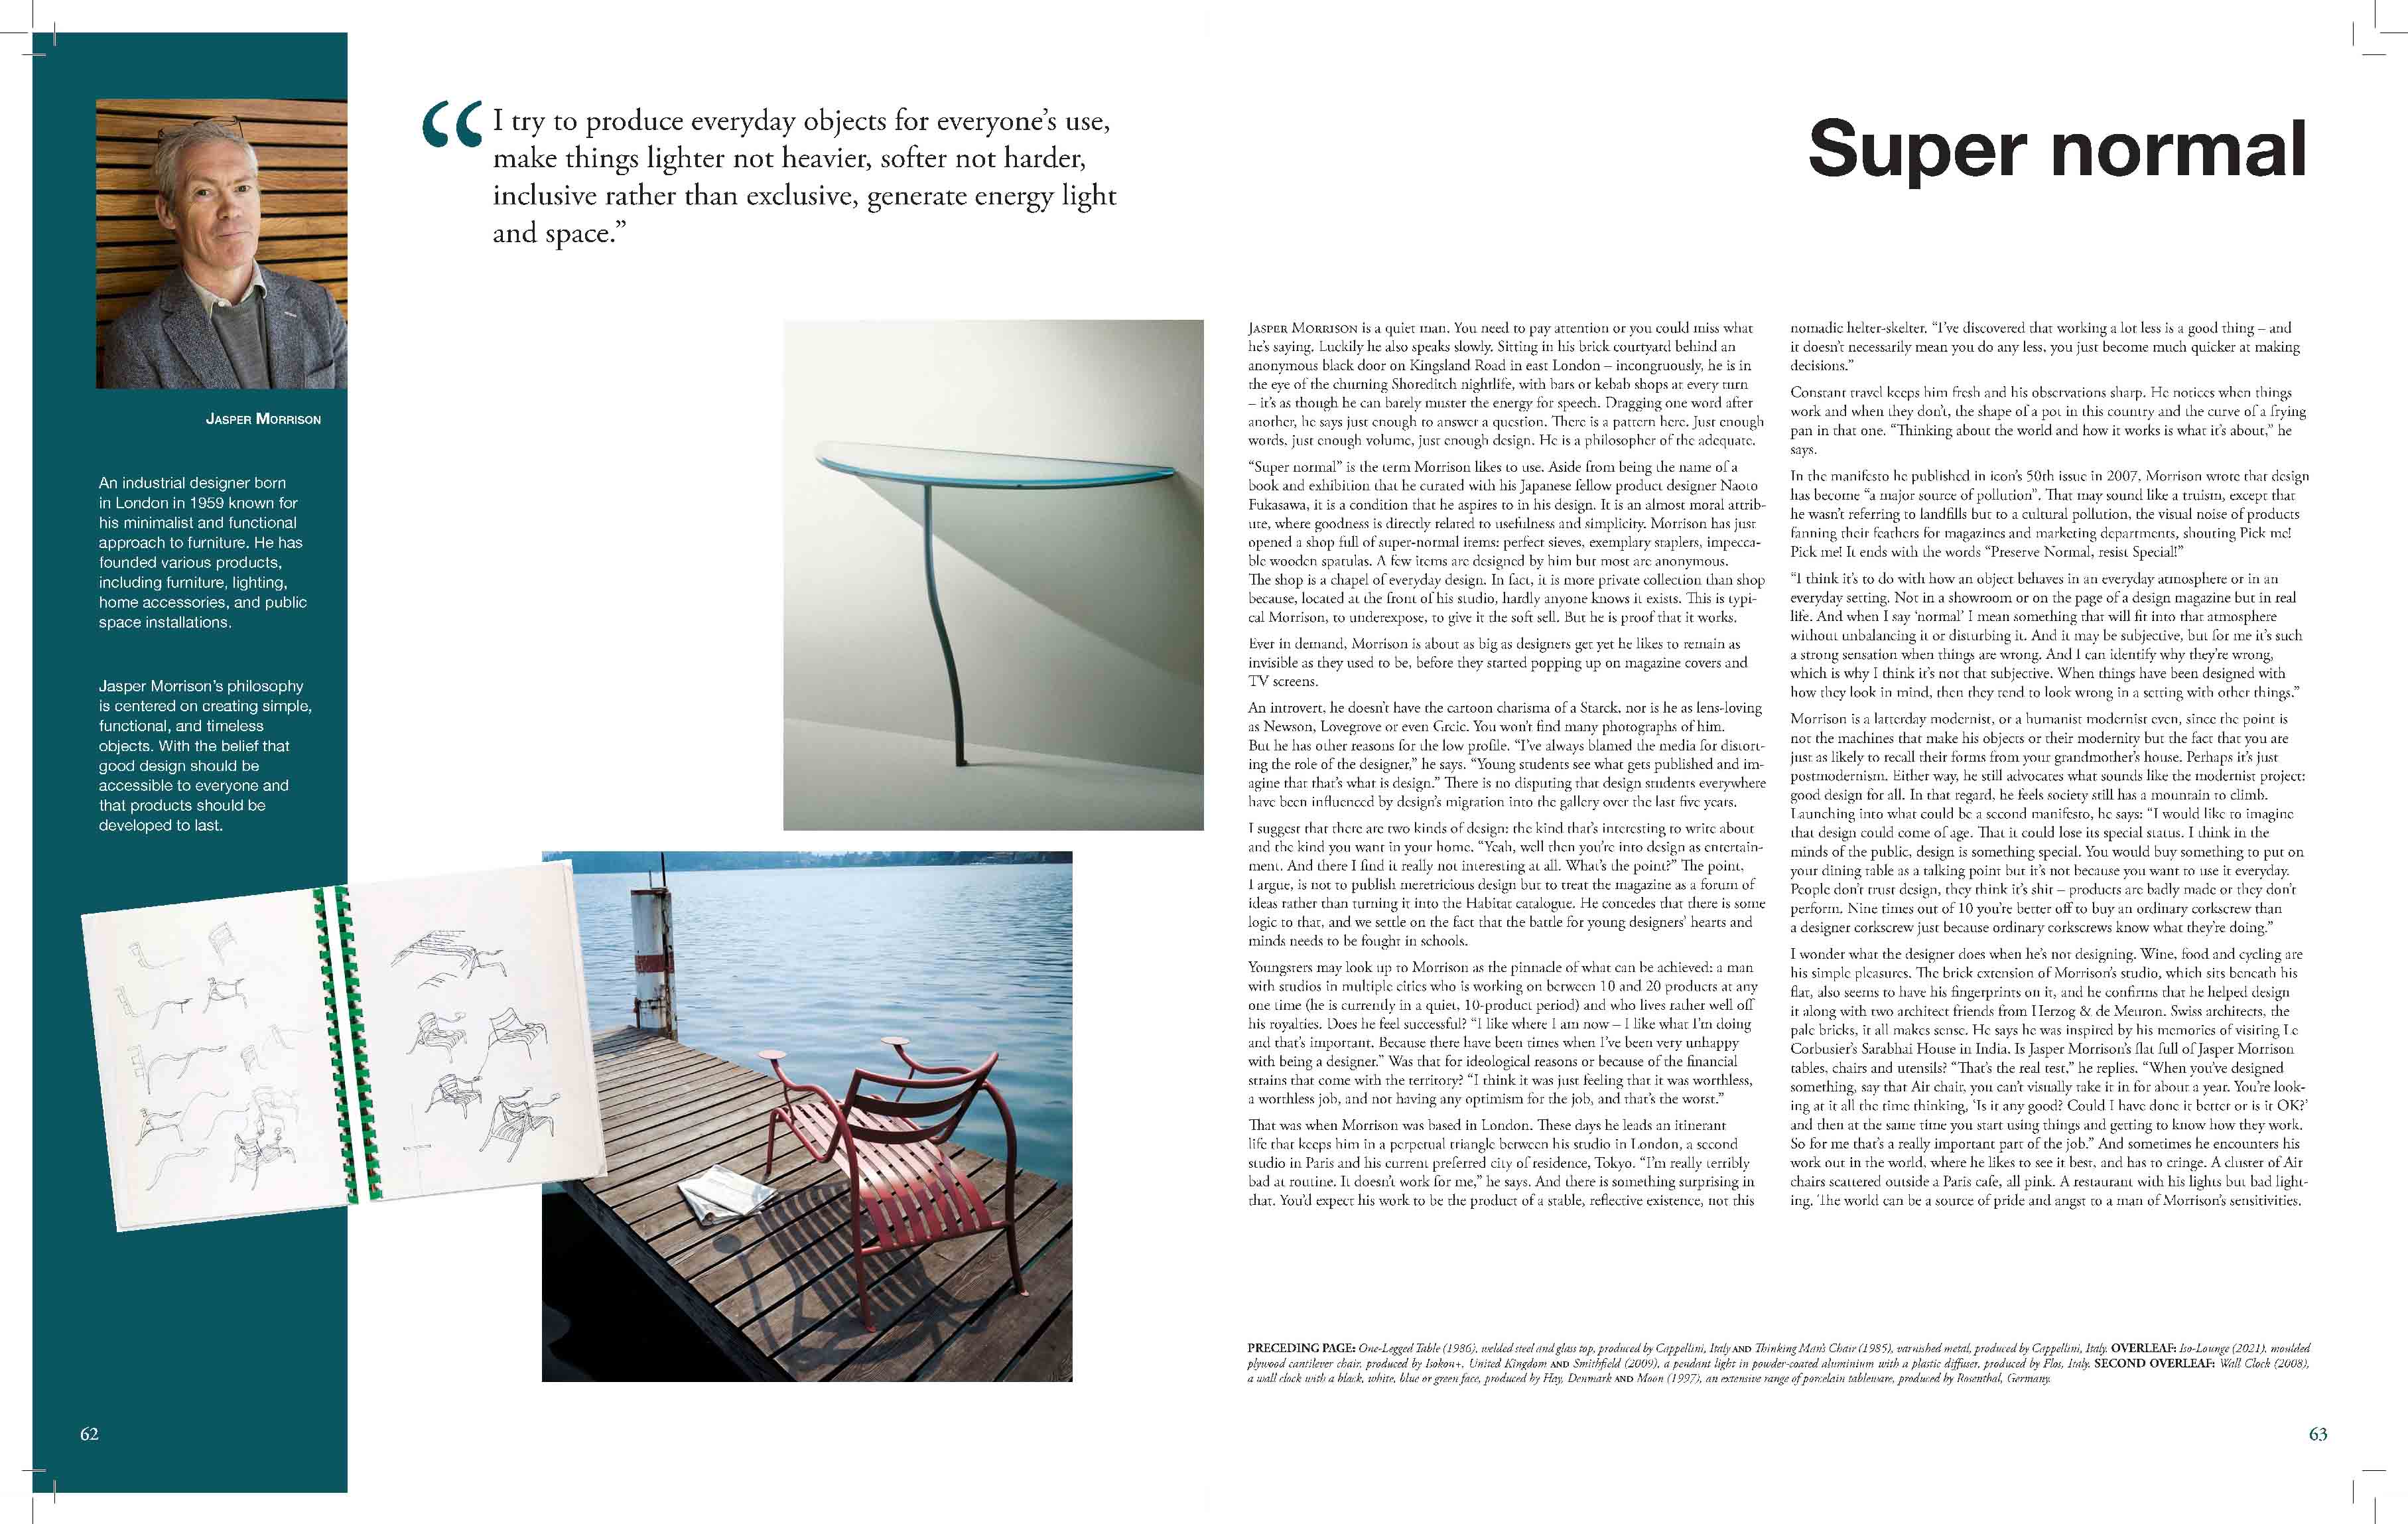 JASPER MORRISON
An industrial designer born
in London in 1959 known for
his minimalist and functional
approach to furniture. He has
founded various products,
including furniture, lighting,
home accessories, and public
space installations.
Jasper Morrison's philosophy
is centered on creating simple,
functional, and timeless
objects. With the belief that
good design should be
accessible to everyone and
that products should be
developed to last.
“I try to produce everyday objects for everyone's use,
make things lighter not heavier, softer not harder,
inclusive rather than exclusive, generate energy light
and space.”
62
Super normal
JASPER MORRISON is a quiet man. You need to pay attention or you could miss what
he's saying. Luckily he also speaks slowly. Sitting in his brick courtyard behind an
anonymous black door on Kingsland Road in east London – incongruously, he is in
the eye of the churning Shoreditch nightlife, with bars or kebab shops at every turn
– it's as though he can barely muster the energy for speech. Dragging one word after
another, he says just enough to answer a question. There is a pattern here. Just enough
words, just enough volume, just enough design. He is a philosopher of the adequate.
“Super normal” is the term Morrison likes to use. Aside from being the name of a
book and exhibition that he curated with his Japanese fellow product designer Naoto
Fukasawa, it is a condition that he aspires to in his design. It is an almost moral attrib-
ute, where goodness is directly related to usefulness and simplicity. Morrison has just
opened a shop full of super-normal items: perfect sieves, exemplary staplers, impecca-
ble wooden spatulas. A few items are designed by him but most are anonymous.
The shop is a chapel of everyday design. In fact, it is more private collection than shop
because, located at the front of his studio, hardly anyone knows it exists. This is typi-
cal Morrison, to underexpose, to give it the soft sell. But he is proof that it works.
Ever in demand, Morrison is about as big as designers get yet he likes to remain as
invisible as they used to be, before they started popping up on magazine covers and
TV screens.
An introvert, he doesn't have the cartoon charisma of a Starck, nor is he as lens-loving
as Newson, Lovegrove or even Grcic. You won't find many photographs of him.
But he has other reasons for the low profile. “I've always blamed the media for distort-
ing the role of the designer,” he says. “Young students see what gets published and im-
agine that that's what is design.” There is no disputing that design students everywhere
have been influenced by design's migration into the gallery over the last five years.
I suggest that there are two kinds of design: the kind that's interesting to write about
and the kind you want in your home. “Yeah, well then you're into design as entertain-
ment. And there I find it really not interesting at all. What's the point?” The point,
I argue, is not to publish meretricious design but to treat the magazine as a forum of
ideas rather than turning it into the Habitat catalogue. He concedes that there is some
logic to that, and we settle on the fact that the battle for young designers' hearts and
minds needs to be fought in schools.
Youngsters may look up to Morrison as the pinnacle of what can be achieved: a man
with studios in multiple cities who is working on between 10 and 20 products at any
one time (he is currently in a quiet, 10-product period) and who lives rather well off
his royalties. Does he feel successful? “I like where I am now – I like what I'm doing
and that's important. Because there have been times when I've been very unhappy
with being a designer.” Was that for ideological reasons or because of the financial
strains that come with the territory? “I think it was just feeling that it was worthless,
a worthless job, and not having any optimism for the job, and that's the worst.”
That was when Morrison was based in London. These days he leads an itinerant
life that keeps him in a perpetual triangle between his studio in London, a second
studio in Paris and his current preferred city of residence, Tokyo. “I'm really terribly
bad at routine. It doesn't work for me,” he says. And there is something surprising in
that. You'd expect his work to be the product of a stable, reflective existence, not this
nomadic helter-skelter. “I've discovered that working a lot less is a good thing – and
it doesn't necessarily mean you do any less, you just become much quicker at making
decisions.”
Constant travel keeps him fresh and his observations sharp. He notices when things
work and when they don't, the shape of a pot in this country and the curve of a frying
pan in that one. “Thinking about the world and how it works is what it's about,” he
says.
In the manifesto he published in icon's 50th issue in 2007, Morrison wrote that design
has become “a major source of pollution”. That may sound like a truism, except that
he wasn't referring to landfills but to a cultural pollution, the visual noise of products
fanning their feathers for magazines and marketing departments, shouting Pick me!
Pick me! It ends with the words “Preserve Normal, resist Special!”
“I think it's to do with how an object behaves in an everyday atmosphere or in an
everyday setting. Not in a showroom or on the page of a design magazine but in real
life. And when I say ‘normal’ I mean something that will fit into that atmosphere
without unbalancing it or disturbing it. And it may be subjective, but for me it's such
a strong sensation when things are wrong. And I can identify why they're wrong,
which is why I think it's not that subjective. When things have been designed with
how they look in mind, then they tend to look wrong in a setting with other things.”
Morrison is a latterday modernist, or a humanist modernist even, since the point is
not the machines that make his objects or their modernity but the fact that you are
just as likely to recall their forms from your grandmother's house. Perhaps it's just
postmodernism. Either way, he still advocates what sounds like the modernist project:
good design for all. In that regard, he feels society still has a mountain to climb.
Launching into what could be a second manifesto, he says: “I would like to imagine
that design could come of age. That it could lose its special status. I think in the
minds of the public, design is something special. You would buy something to put on
your dining table as a talking point but it's not because you want to use it everyday.
People don't trust design, they think it's shit – products are badly made or they don't
perform. Nine times out of 10 you're better off to buy an ordinary corkscrew than
a designer corkscrew just because ordinary corkscrews know what they're doing.”
I wonder what the designer does when he's not designing. Wine, food and cycling are
his simple pleasures. The brick extension of Morrison's studio, which sits beneath his
flat, also seems to have his fingerprints on it, and he confirms that he helped design
it along with two architect friends from Herzog & de Meuron. Swiss architects, the
pale bricks, it all makes sense. He says he was inspired by his memories of visiting Le
Corbusier's Sarabhai House in India. Is Jasper Morrison's flat full of Jasper Morrison
tables, chairs and utensils? “That's the real test,” he replies. “When you've designed
something, say that Air chair, you can't visually take it in for about a year. You're look-
ing at it all the time thinking, ‘Is it any good? Could I have done it better or is it OK?’
and then at the same time you start using things and getting to know how they work.
So for me that's a really important part of the job.” And sometimes he encounters his
work out in the world, where he likes to see it best, and has to cringe. A cluster of Air
chairs scattered outside a Paris cafe, all pink. A restaurant with his lights but bad light-
ing. The world can be a source of pride and angst to a man of Morrison's sensitivities.
PRECEDING PAGE: One-Legged Table (1986), welded steel and glass top, produced by Cappellini, Italy AND Thinking Man's Chair (1985), varnished metal, produced by Cappellini, Italy. OVERLEAF: Iso-Lounge (2021), moulded
plywood cantilever chair, produced by Isokon+, United Kingdom AND Smithfield (2009), a pendant light in powder-coated aluminium with a plastic diffuser, produced by Flos, Italy. SECOND OVERLEAF: Wall Clock (2008),
a wall clock with a black, white, blue or green face, produced by Hay, Denmark AND Moon (1997), an extensive range of porcelain tableware, produced by Rosenthal, Germany.
63